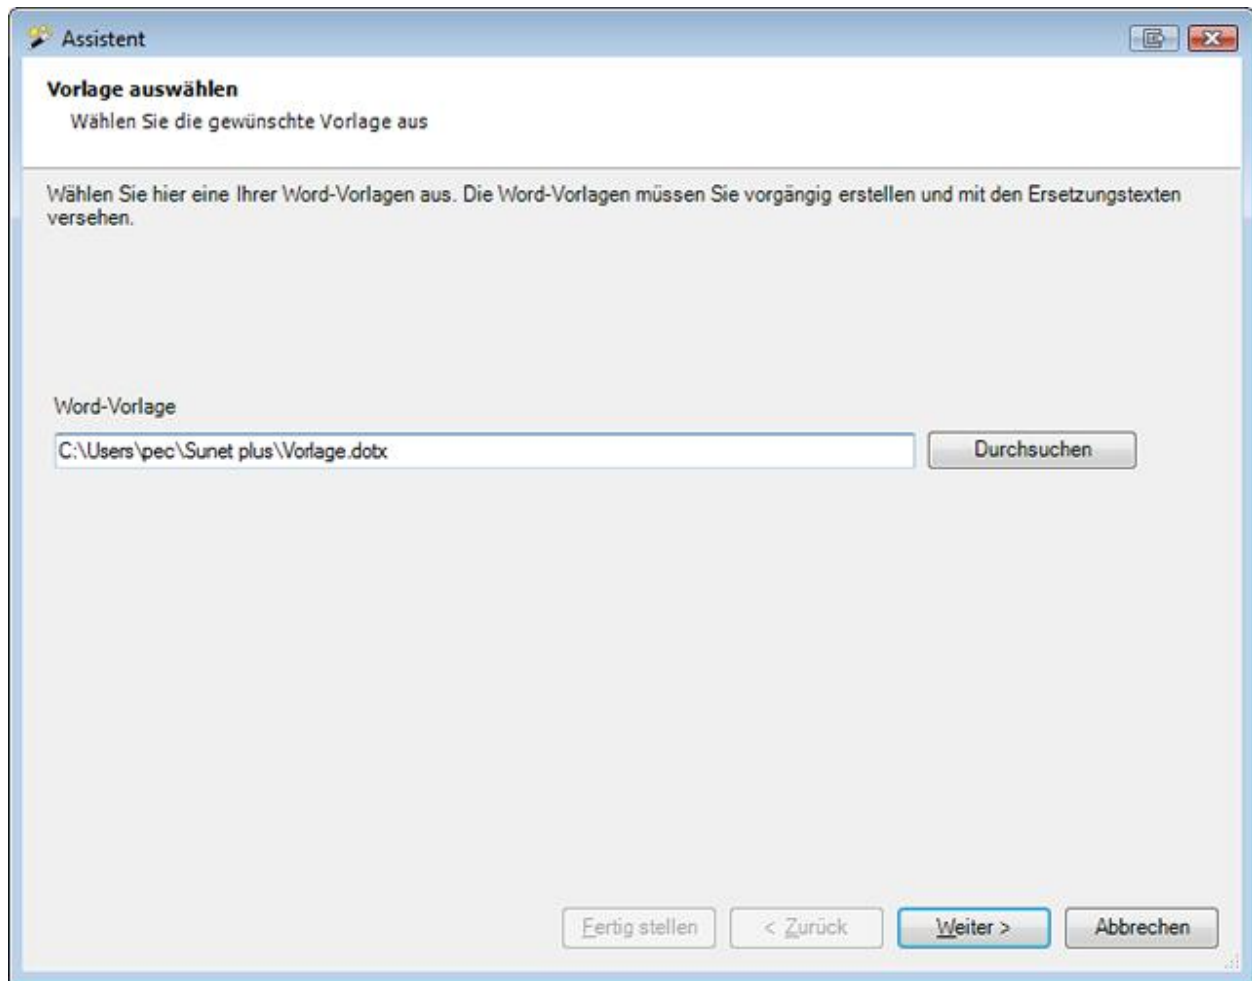 Assistent
Vorlage auswählen
Wählen Sie die gewünschte Vorlage aus
Wählen Sie hier eine Ihrer Word-Vorlagen aus. Die Word-Vorlagen müssen Sie vorgängig erstellen und mit den Ersetzungstexten
versehen.
Word-Vorlage
C:\Users\pec\Sunet plus\Vorlage.dotx Durchsuchen
Fertig stellen < Zurück Weiter > Abbrechen